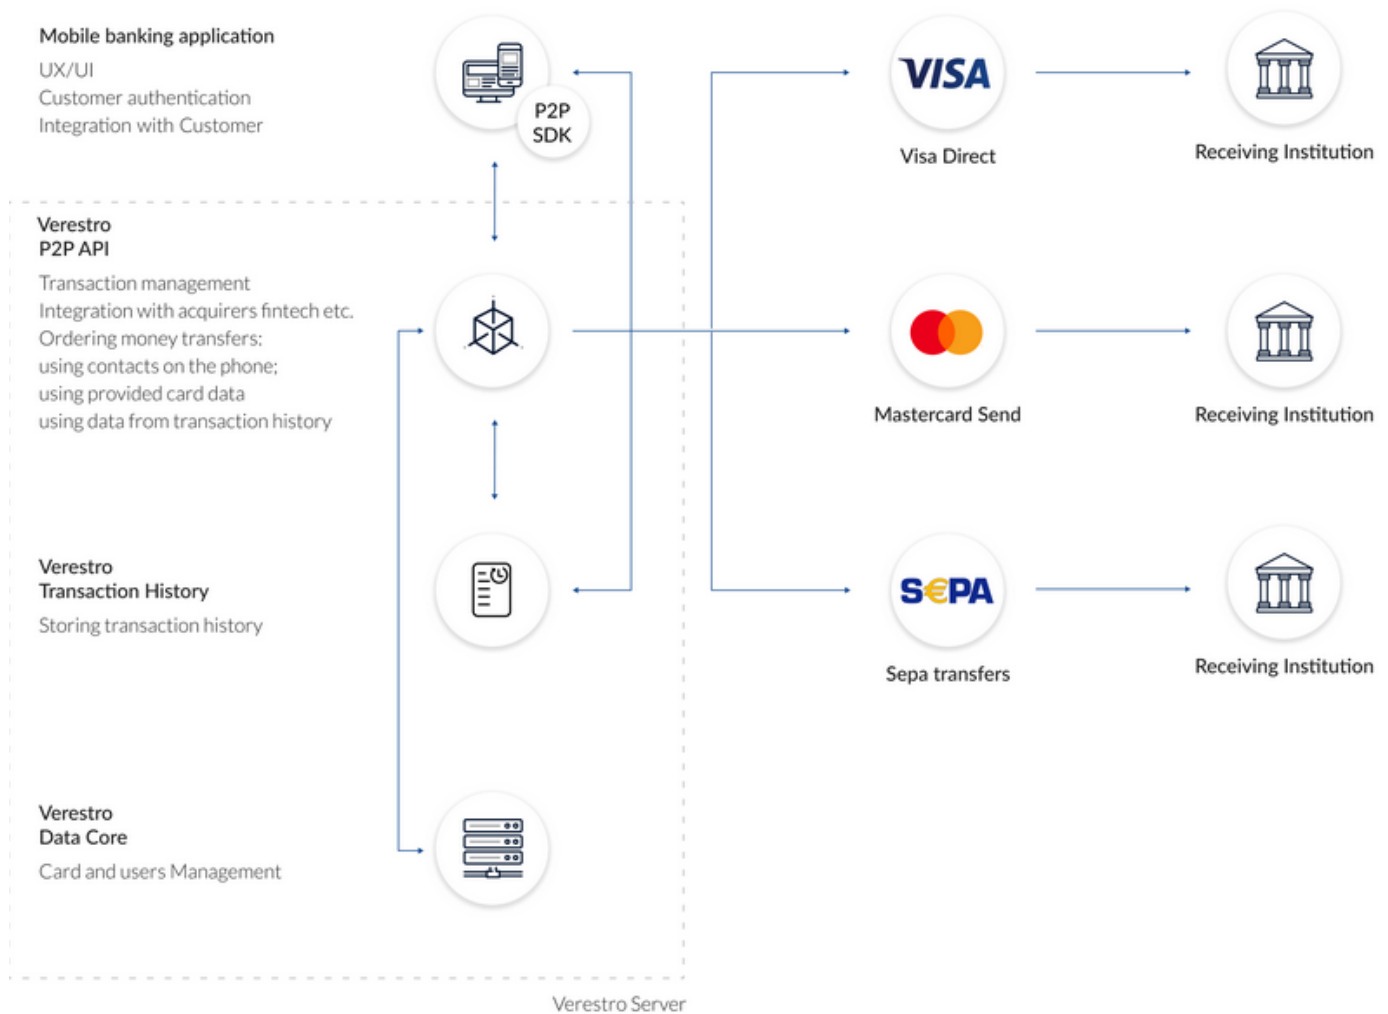 Mobile banking application
UX/UI
Customer authentication
Integration with Customer
P2P
SDK
VISA
Visa Direct
Receiving Institution
Verestro
P2P API
Transaction management
Integration with acquirers fintech etc.
Ordering money transfers:
using contacts on the phone;
using provided card data
using data from transaction history
Mastercard Send
Receiving Institution
Verestro
Transaction History
Storing transaction history
S€PA
Sepa transfers
Receiving Institution
Verestro
Data Core
Card and users Management
Verestro Server